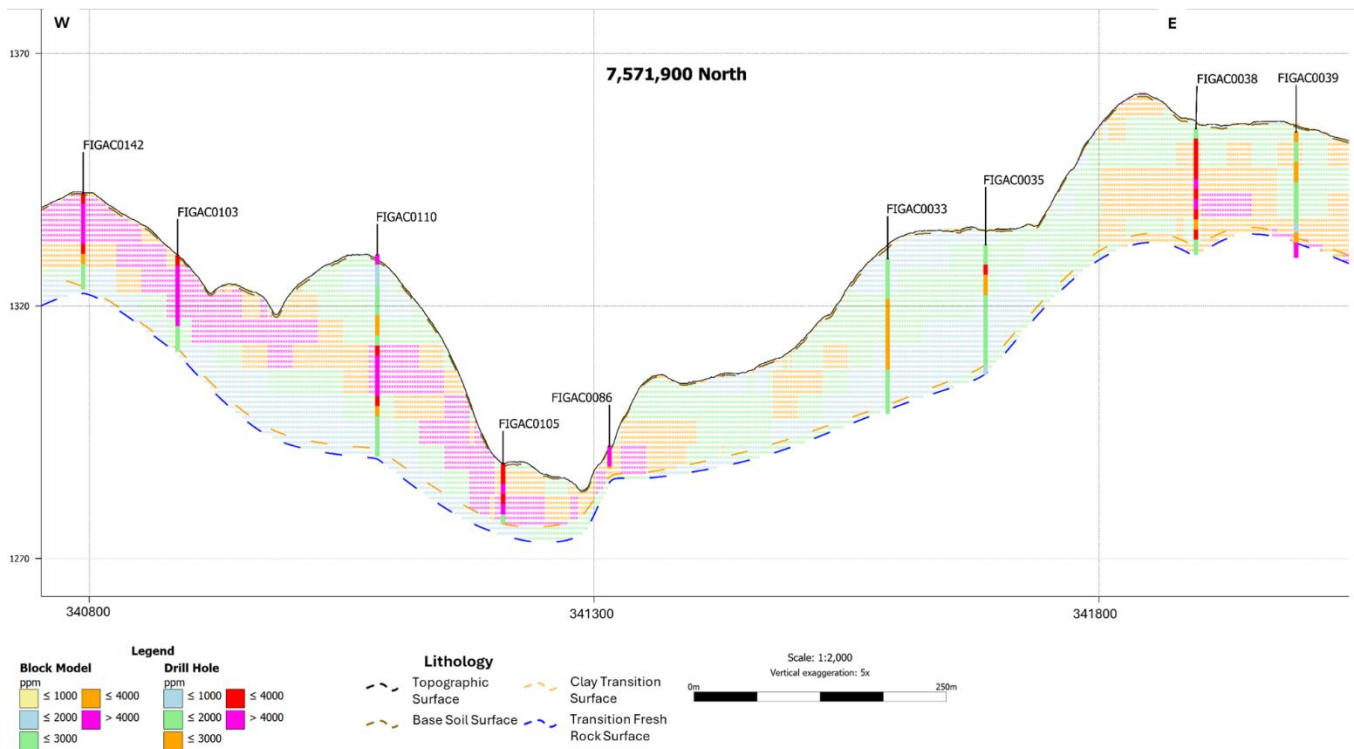 W
E
1370
7,571,900 North
FIGAC0038
FIGAC0039
FIGAC0142
FIGAC0035
FIGAC0103
FIGAC0110
FIGAC0033
1320
FIGAC0086
FIGAC0105
1270
340800
341300
341800
Legend
Block Model
ppm
≤ 1000
≤ 2000
≤ 3000
≤ 4000
> 4000
Drill Hole
ppm
≤ 1000
≤ 2000
≤ 3000
≤ 4000
> 4000
Lithology
Topographic
Surface
Base Soil Surface
Clay Transition
Surface
Transition Fresh
Rock Surface
Scale: 1:2,000
Vertical exaggeration: 5x
0m
250m